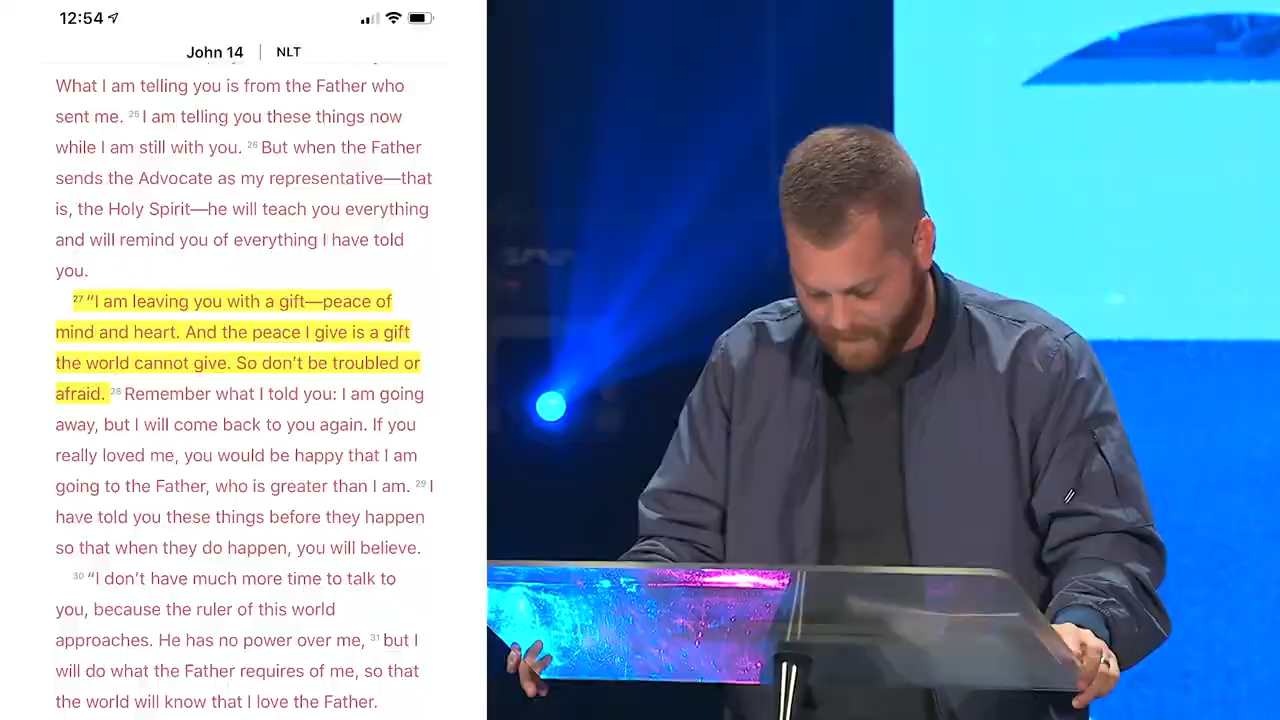 12:54
John 14 | NLT
What I am telling you is from the Father who
sent me. 25 I am telling you these things now
while I am still with you. 26 But when the Father
sends the Advocate as my representative—that
is, the Holy Spirit—he will teach you everything
and will remind you of everything I have told
you.
27 “I am leaving you with a gift—peace of
mind and heart. And the peace I give is a gift
the world cannot give. So don’t be troubled or
afraid. 28 Remember what I told you: I am going
away, but I will come back to you again. If you
really loved me, you would be happy that I am
going to the Father, who is greater than I am. 29 I
have told you these things before they happen
so that when they do happen, you will believe.
30 “I don’t have much more time to talk to
you, because the ruler of this world
approaches. He has no power over me, 31 but I
will do what the Father requires of me, so that
the world will know that I love the Father.